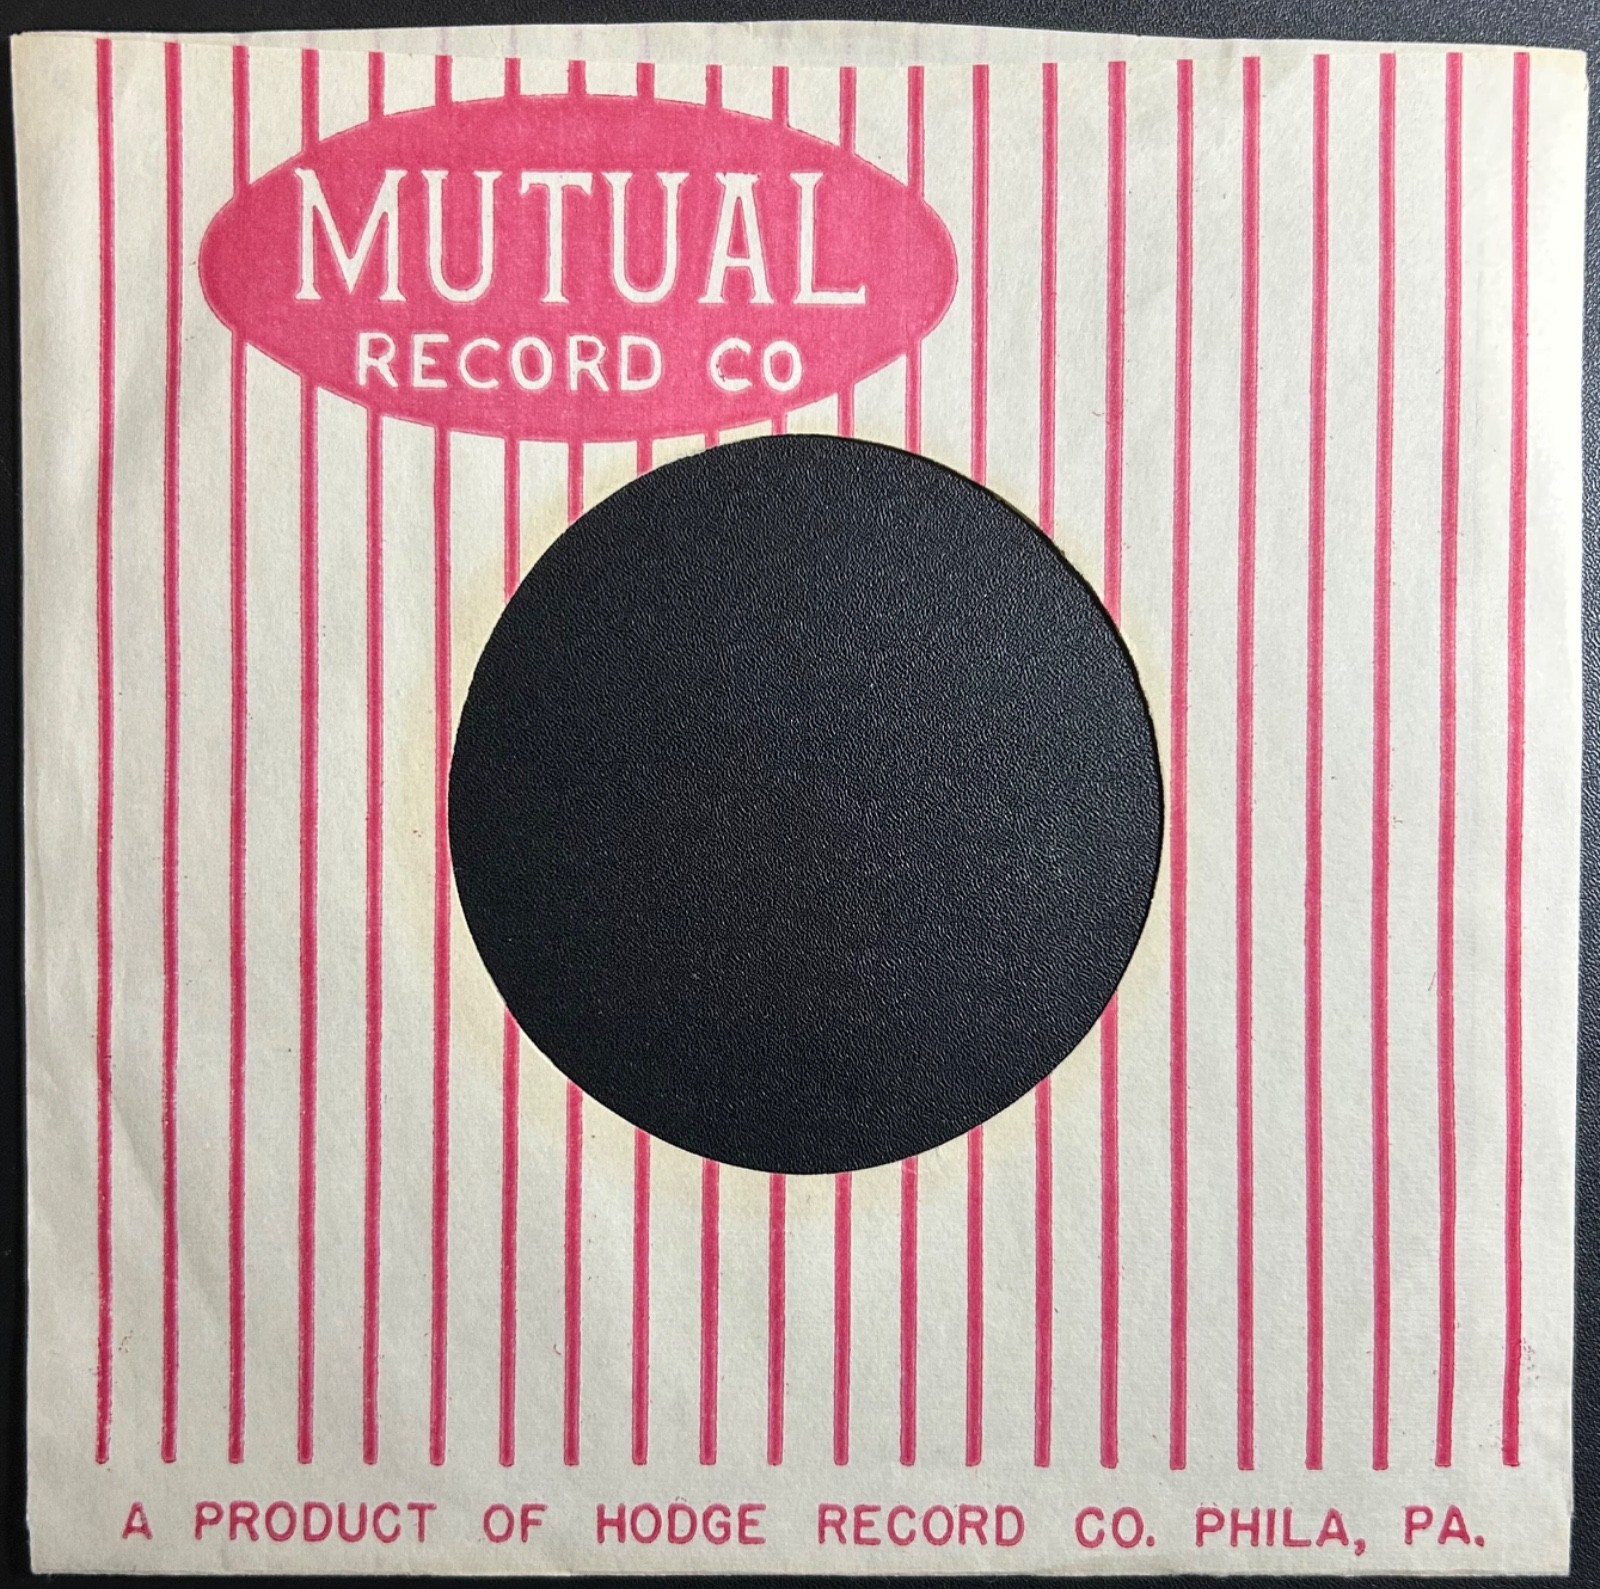 MUTUAL
RECORD CO
A PRODUCT OF HODGE RECORD CO. PHILA, PA.